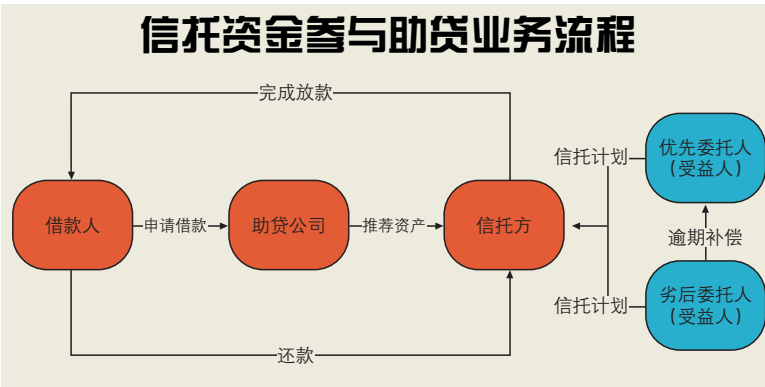 信托资金参与助贷业务流程
完成放款
信托计划
优先委托人
（受益人）
借款人
申请借款
助贷公司
推荐资产
信托方
逾期补偿
信托计划
劣后委托人
（受益人）
还款